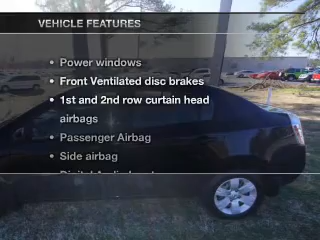 VEHICLE FEATURES
• Power windows
• Front Ventilated disc brakes
• 1st and 2nd row curtain head
airbags
• Passenger Airbag
• Side airbag